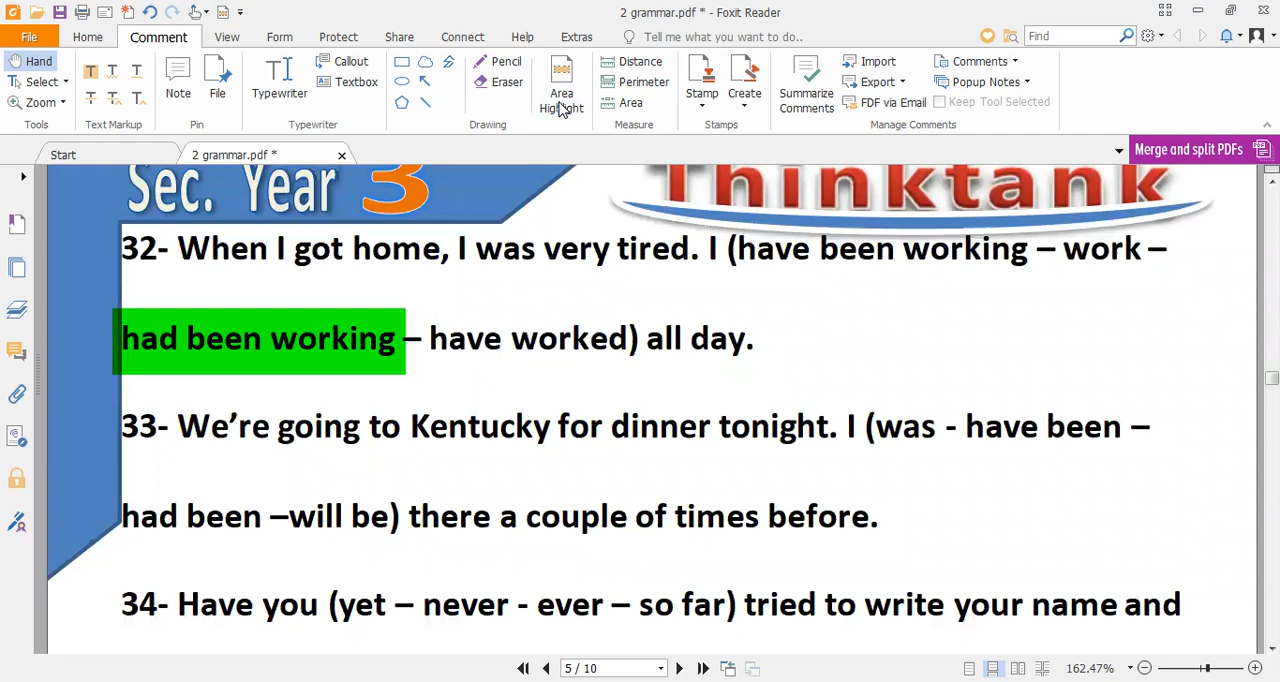 2 grammar.pdf * - Foxit Reader
File Home Comment View Form Protect Share Connect Help Extras Tell me what you want to do.. Find
Hand Select Zoom Tools
Text Markup
Note File Pin
Typewriter Callout Textbox Typewriter
Pencil Eraser Drawing
Area Highlight
Distance Perimeter Area Measure
Stamp Create Stamps
Summarize Comments Import Export FDF via Email Comments Popup Notes Keep Tool Selected Manage Comments
Start 2 grammar.pdf * Merge and split PDFs
Sec. Year 3 Thinktank
32- When I got home, I was very tired. I (have been working – work –
had been working – have worked) all day.
33- We’re going to Kentucky for dinner tonight. I (was - have been –
had been –will be) there a couple of times before.
34- Have you (yet – never - ever – so far) tried to write your name and
5 / 10 162.47%